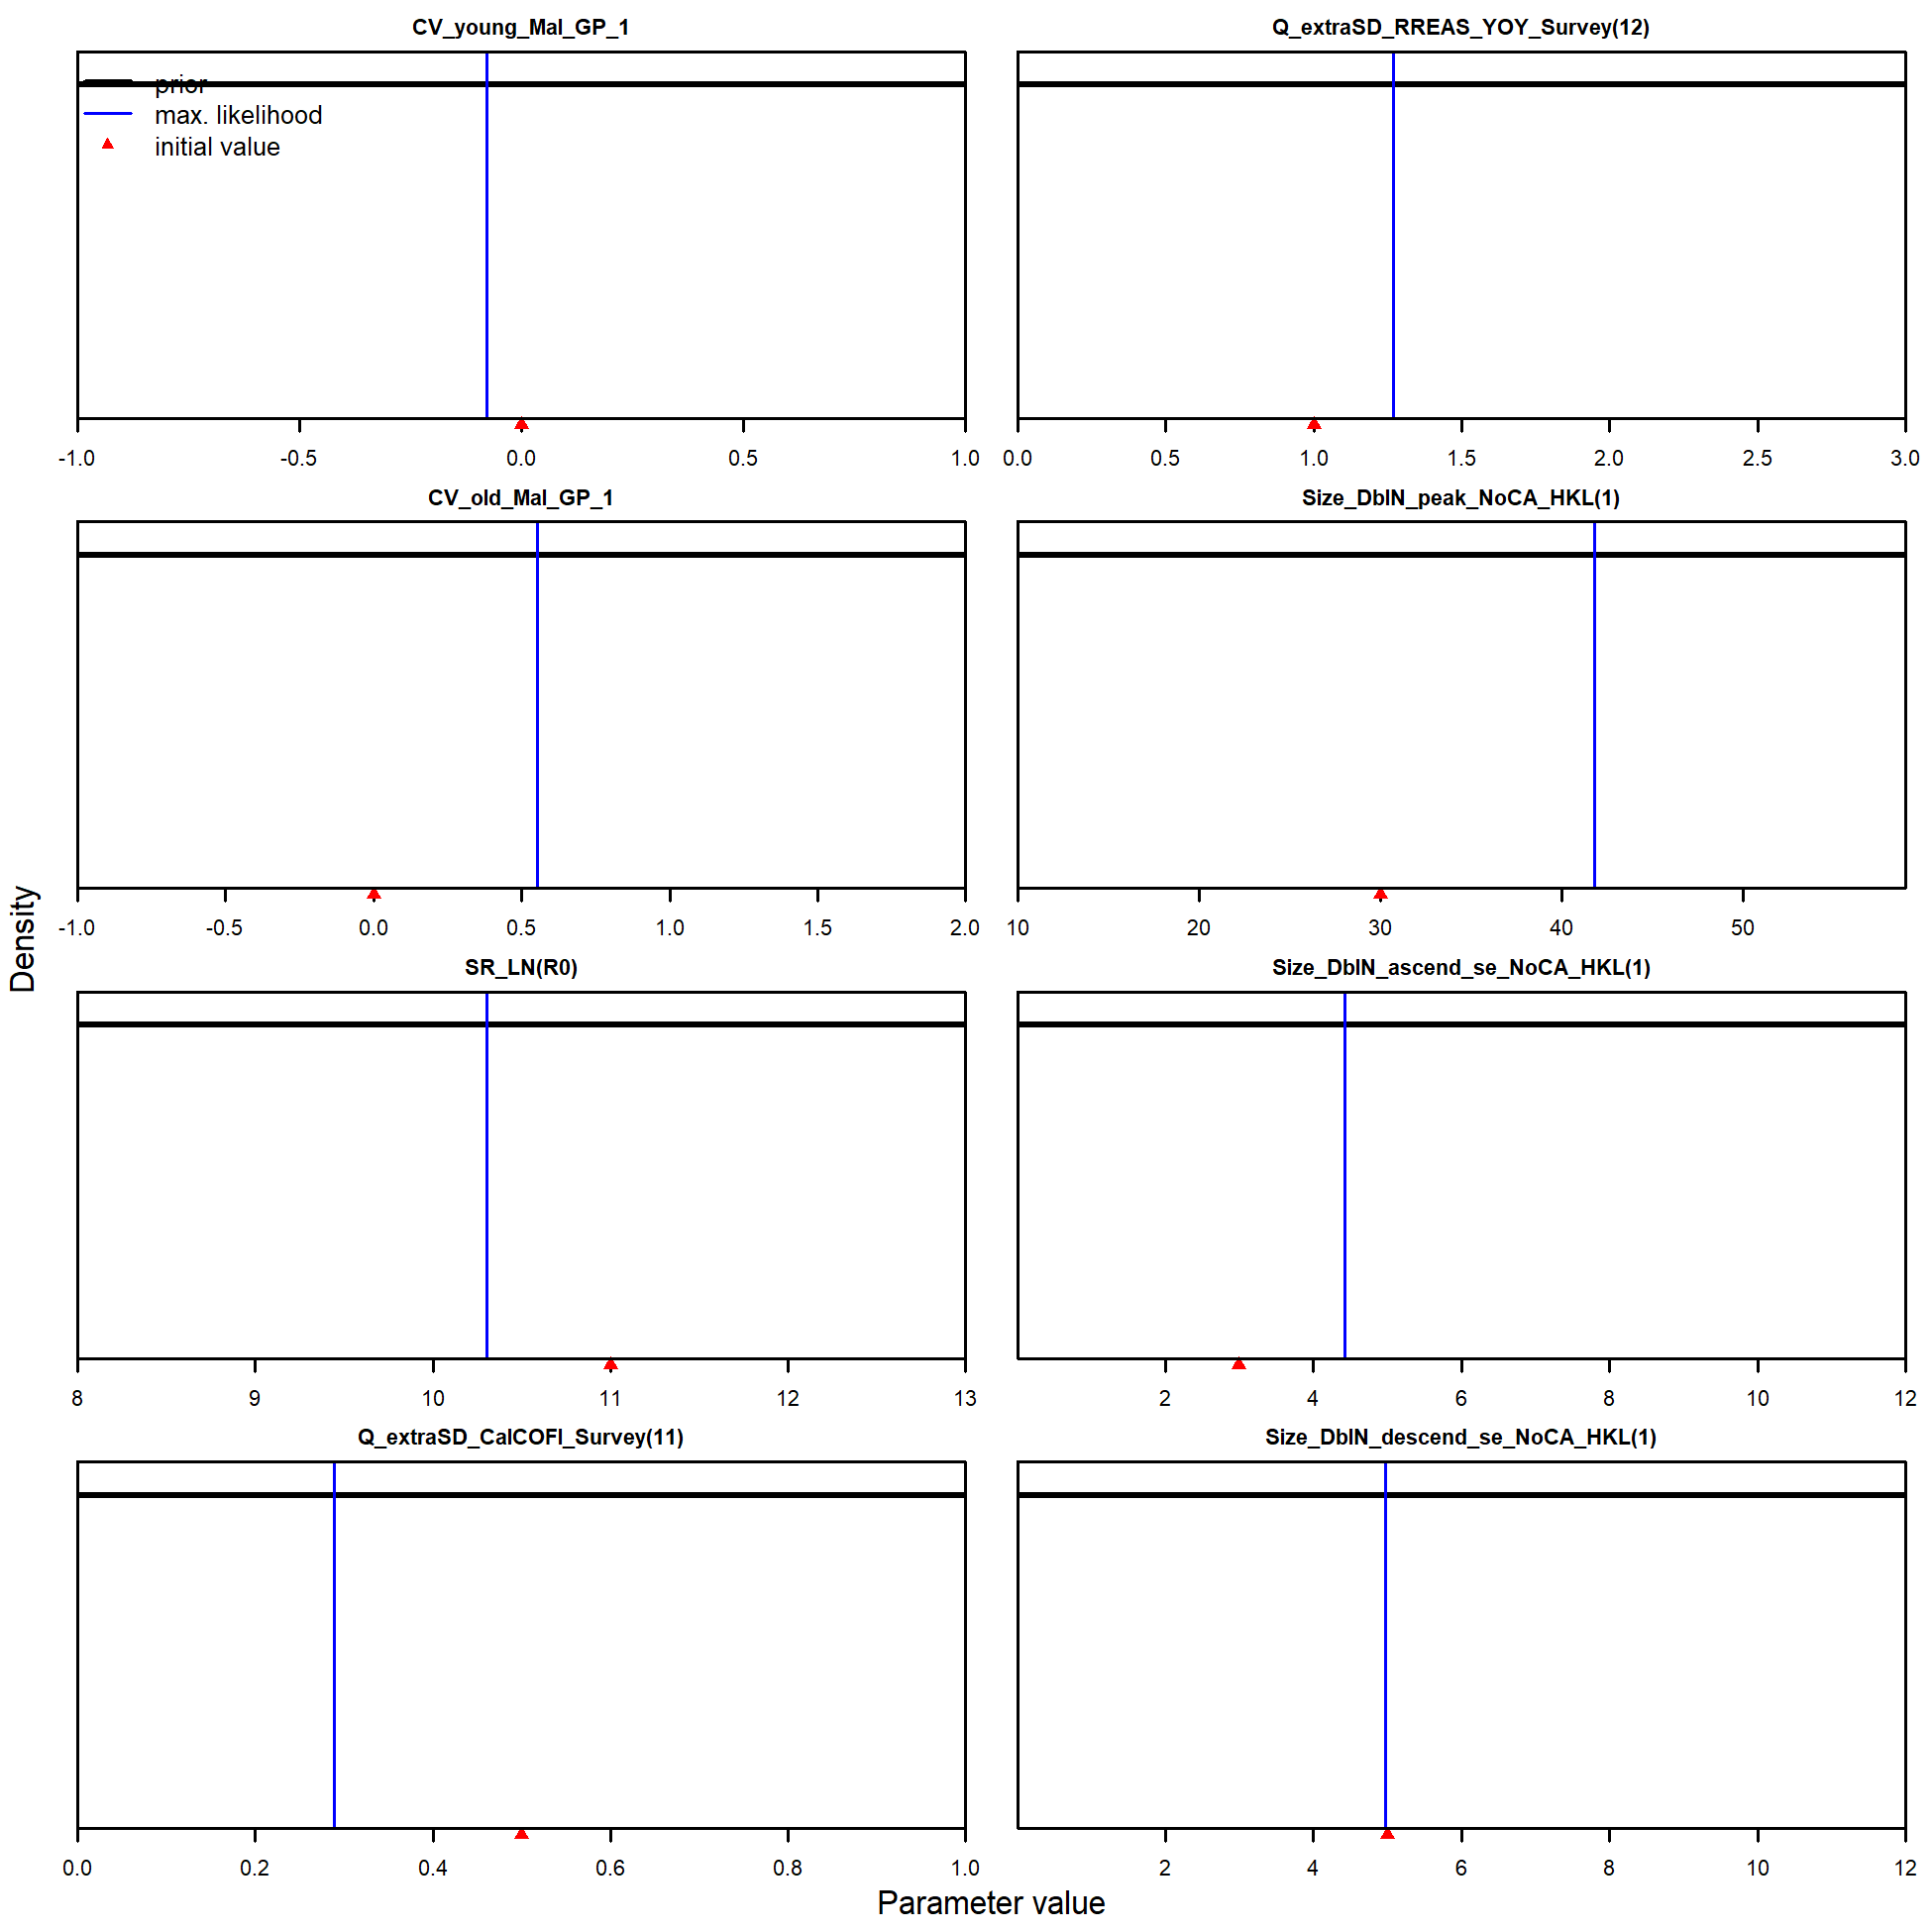 CV_young_Mal_GP_1
prior
max. likelihood
initial value
-1.0 -0.5 0.0 0.5 1.0
Q_extraSD_RREAS_YOY_Survey(12)
0.0 0.5 1.0 1.5 2.0 2.5 3.0
CV_old_Mal_GP_1
-1.0 -0.5 0.0 0.5 1.0 1.5 2.0
Size_DblN_peak_NoCA_HKL(1)
10 20 30 40 50
SR_LN(R0)
8 9 10 11 12 13
Size_DblN_ascend_se_NoCA_HKL(1)
2 4 6 8 10 12
Q_extraSD_CalCOFI_Survey(11)
0.0 0.2 0.4 0.6 0.8 1.0
Size_DblN_descend_se_NoCA_HKL(1)
2 4 6 8 10 12
Density
Parameter value